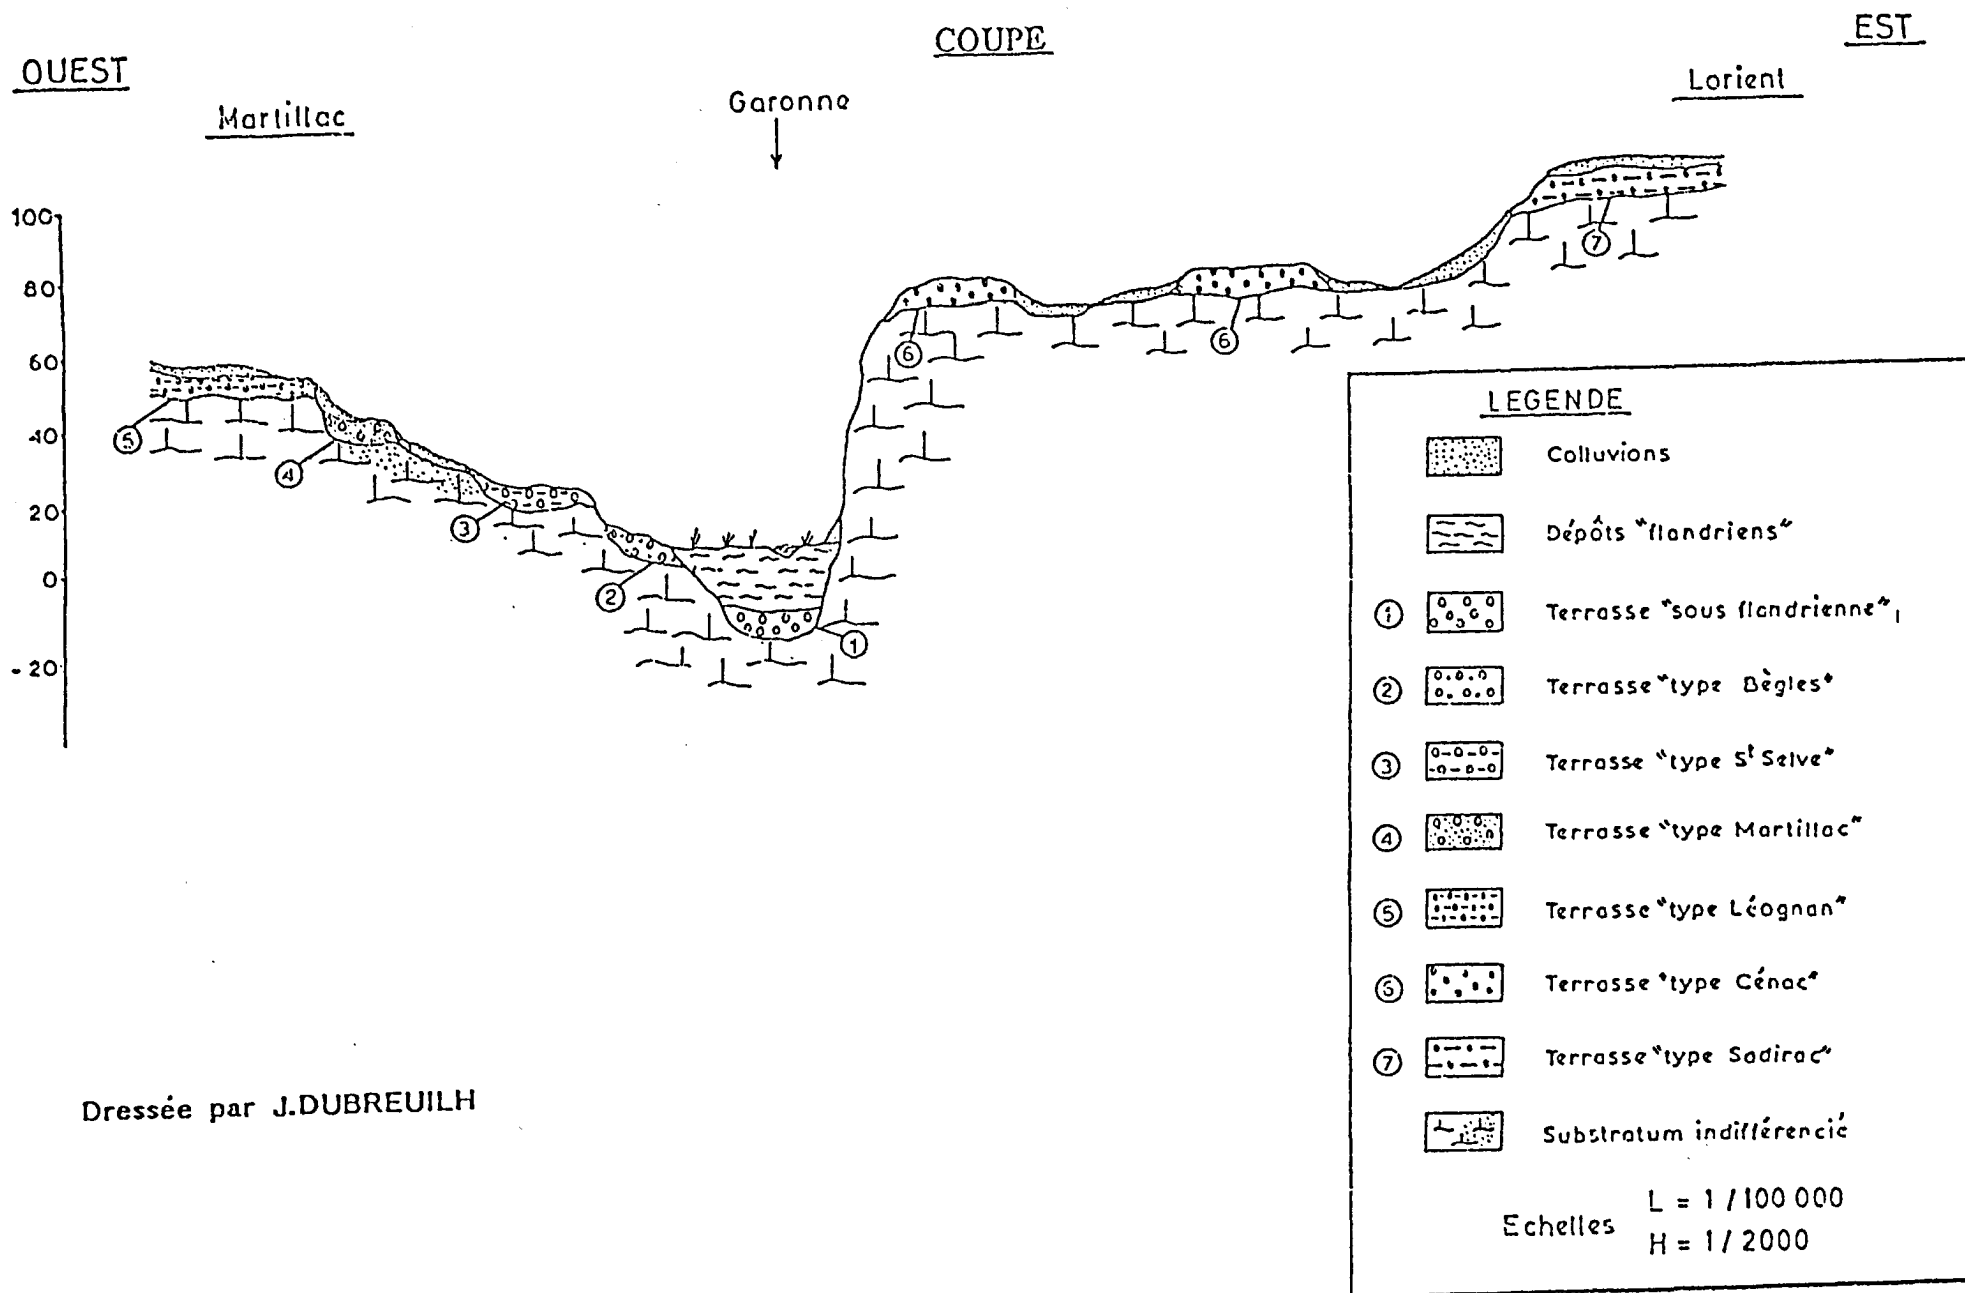 COUPE
OUEST
EST
Martillac
Garonne
Lorient
100
80
60
40
20
0
-20
5
4
3
2
1
6
6
7
LEGENDE
Colluvions
Dépôts "flandriens"
1 Terrasse "sous flandrienne"
2 Terrasse "type Bègles"
3 Terrasse "type St Selve"
4 Terrasse "type Martillac"
5 Terrasse "type Léognan"
6 Terrasse "type Cénac"
7 Terrasse "type Sadirac"
Substratum indifférencié
Echelles L = 1/100 000
H = 1/2000
Dressée par J.DUBREUILH